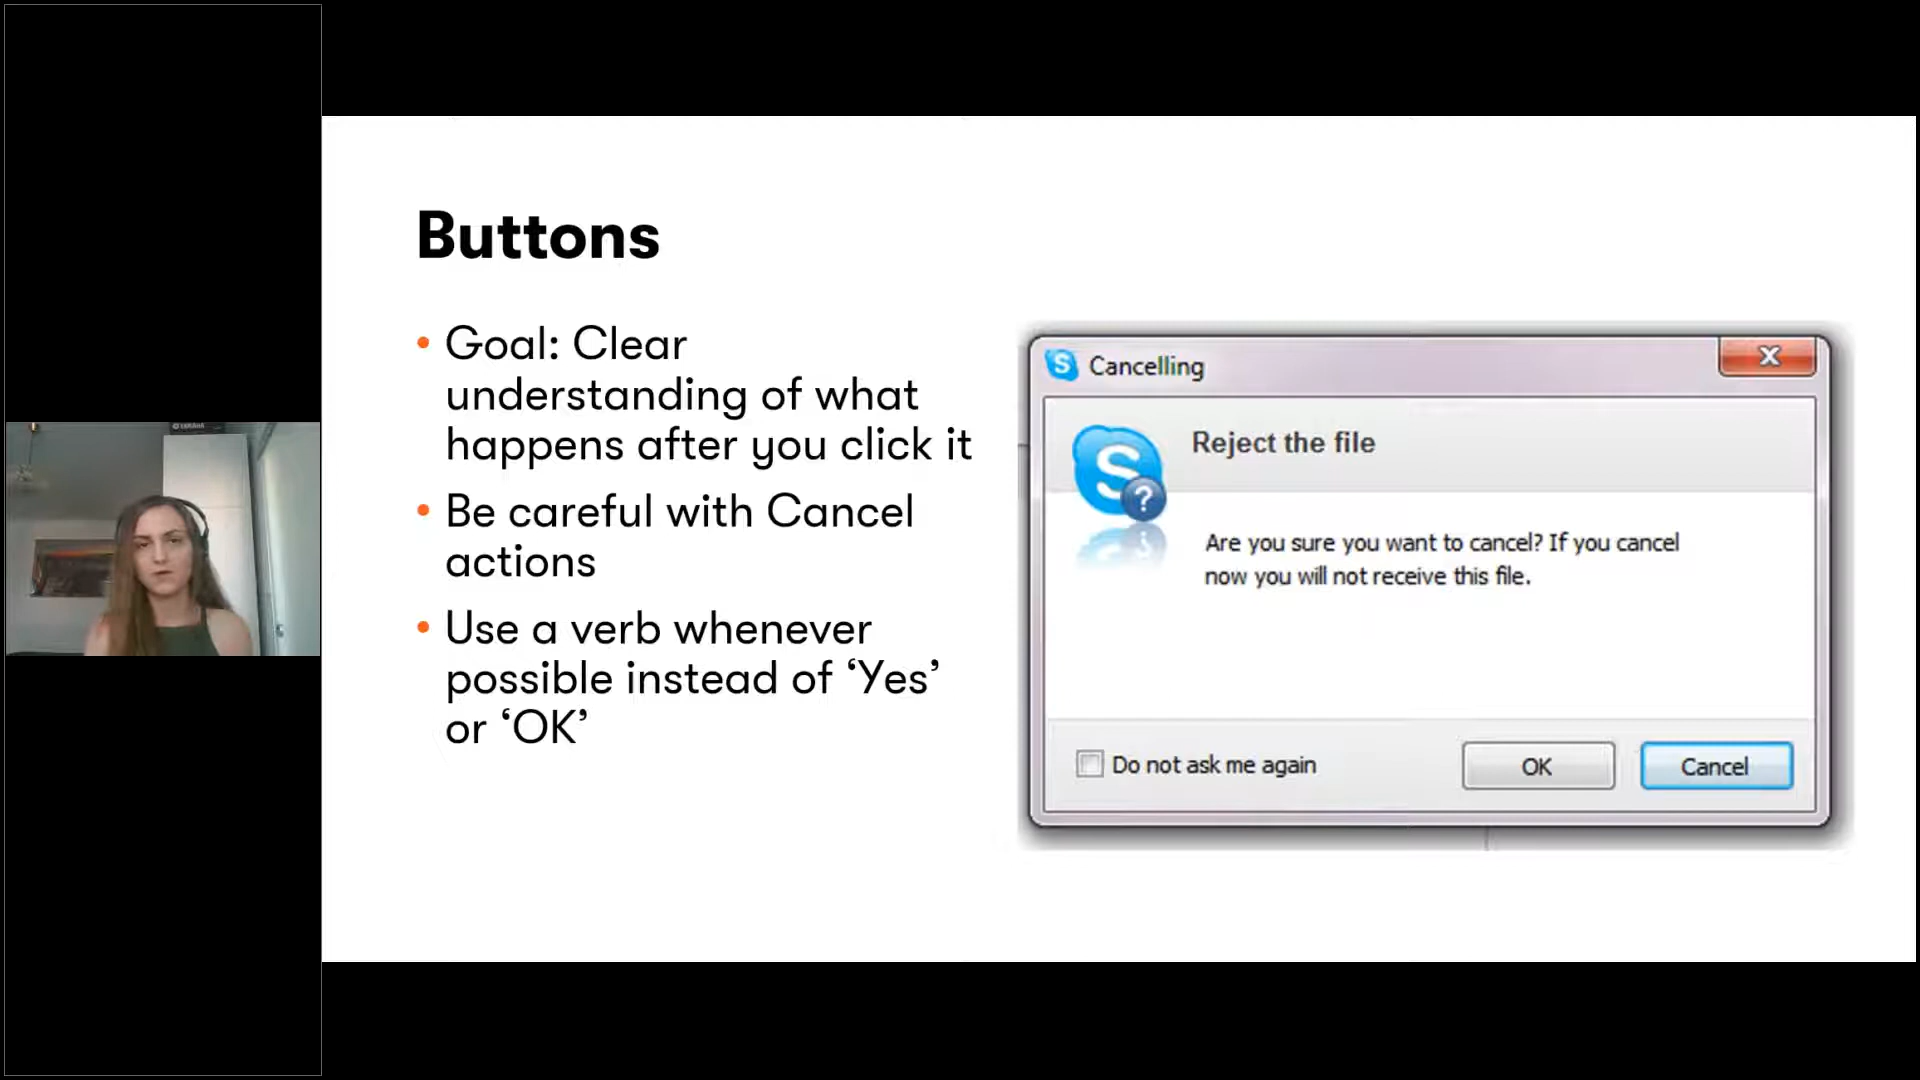 Buttons
• Goal: Clear
understanding of what
happens after you click it
• Be careful with Cancel
actions
• Use a verb whenever
possible instead of ‘Yes’
or ‘OK’
Cancelling
Reject the file
Are you sure you want to cancel? If you cancel
now you will not receive this file.
Do not ask me again
OK
Cancel
YAMAHA